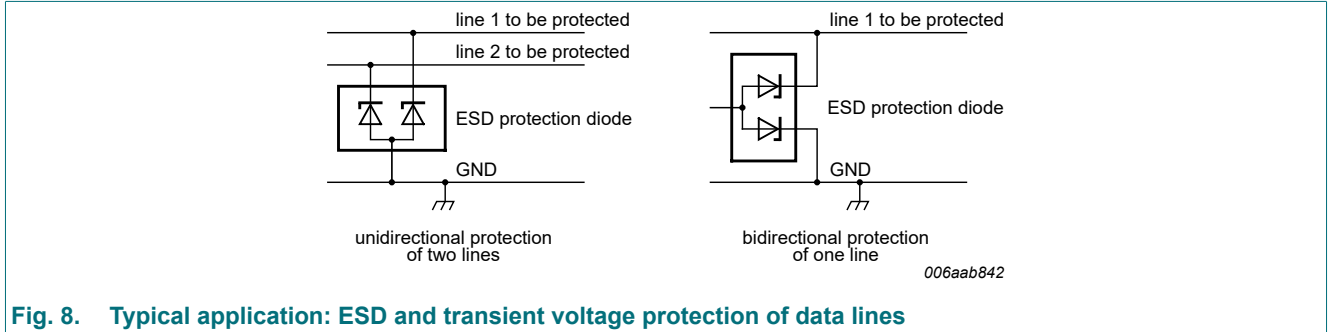 line 1 to be protected
line 2 to be protected
ESD protection diode
GND
unidirectional protection
of two lines
line 1 to be protected
ESD protection diode
GND
bidirectional protection
of one line
006aab842
Fig. 8. Typical application: ESD and transient voltage protection of data lines